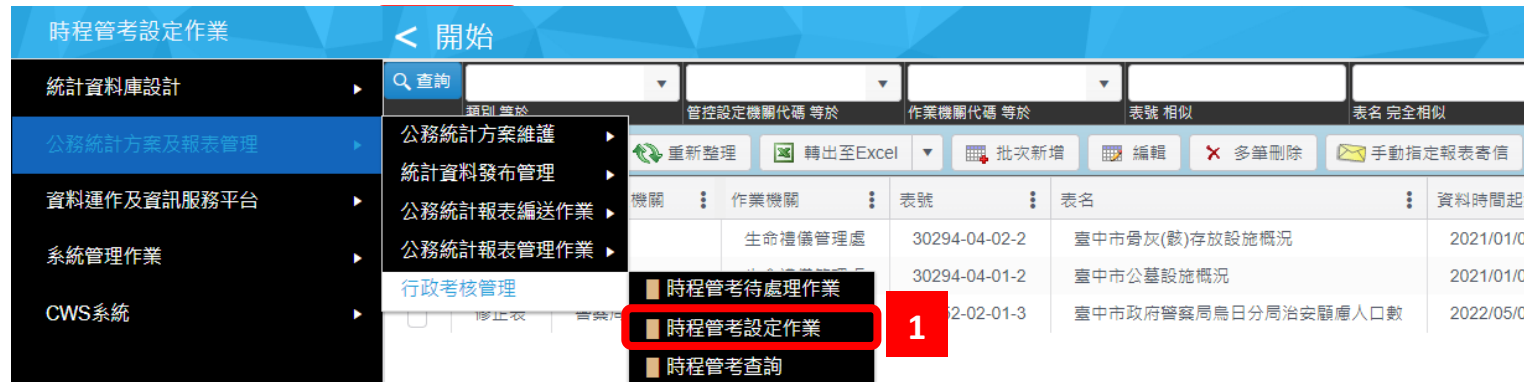 時程管考設定作業
< 開始
統計資料庫設計
公務統計方案及報表管理
資料運作及資訊服務平台
系統管理作業
CWS系統
查詢
類別 等於
管控設定機關代碼 等於
作業機關代碼 等於
表號 相似
表名 完全相似
公務統計方案維護
統計資料發布管理
公務統計報表編送作業
公務統計報表管理作業
行政考核管理
重新整理 轉出至Excel 批次新增 編輯 多筆刪除 手動指定報表寄信
機關 作業機關 表號 表名 資料時間起
生命禮儀管理處 30294-04-02-2 臺中市骨灰(骸)存放設施概況 2021/01/0
30294-04-01-2 臺中市公墓設施概況 2021/01/0
修正表 52-02-01-3 臺中市政府警察局烏日分局治安顧慮人口數 2022/05/0
時程管考待處理作業
時程管考設定作業
1
時程管考查詢